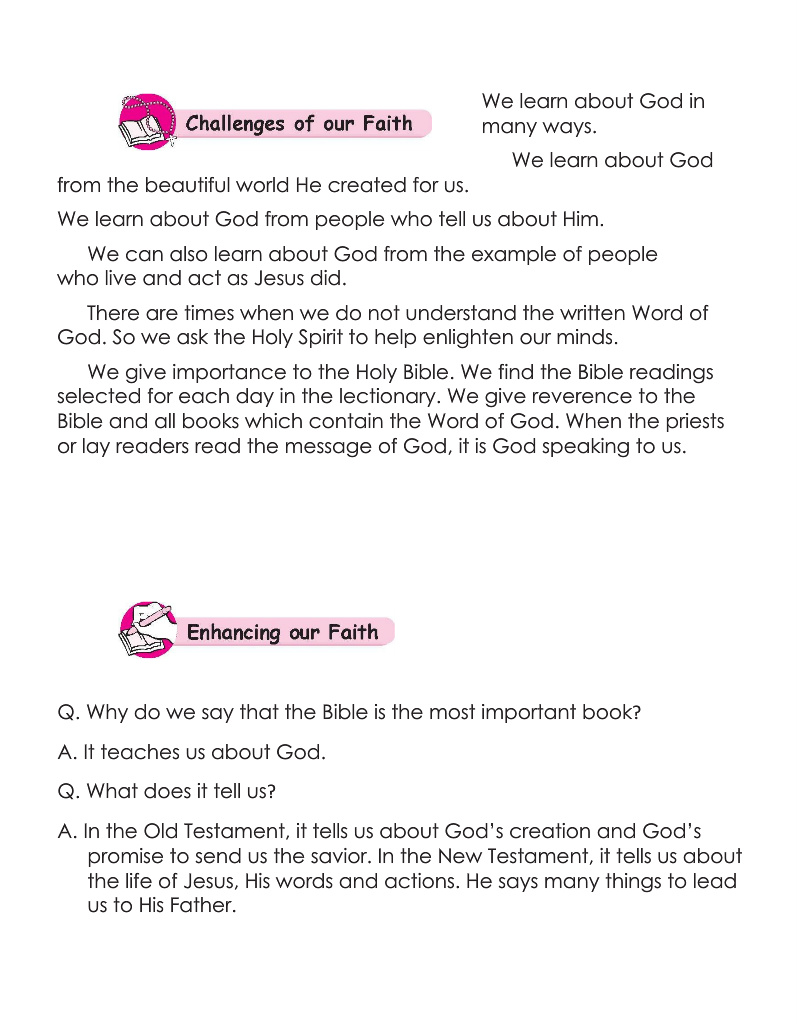 Challenges of our Faith
We learn about God in
many ways.
We learn about God
from the beautiful world He created for us.
We learn about God from people who tell us about Him.
We can also learn about God from the example of people
who live and act as Jesus did.
There are times when we do not understand the written Word of
God. So we ask the Holy Spirit to help enlighten our minds.
We give importance to the Holy Bible. We find the Bible readings
selected for each day in the lectionary. We give reverence to the
Bible and all books which contain the Word of God. When the priests
or lay readers read the message of God, it is God speaking to us.
Enhancing our Faith
Q. Why do we say that the Bible is the most important book?
A. It teaches us about God.
Q. What does it tell us?
A. In the Old Testament, it tells us about God’s creation and God’s
promise to send us the savior. In the New Testament, it tells us about
the life of Jesus, His words and actions. He says many things to lead
us to His Father.